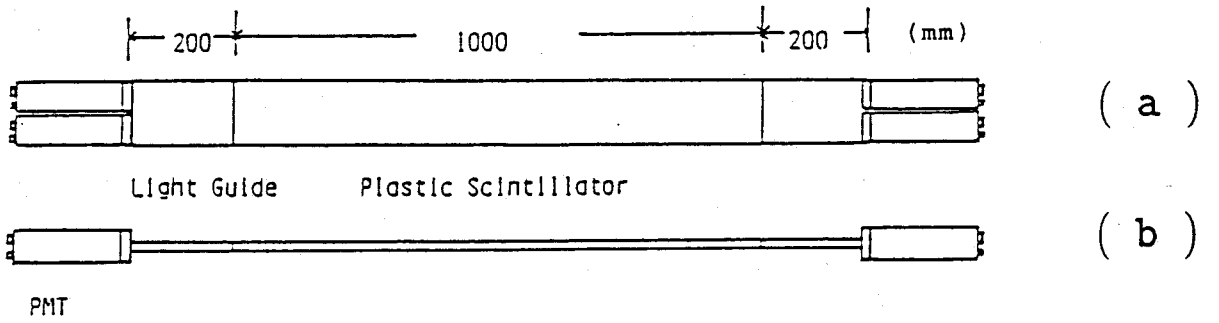 200 1000 200 (mm)
( a )
Light Guide Plastic Scintillator
( b )
PMT